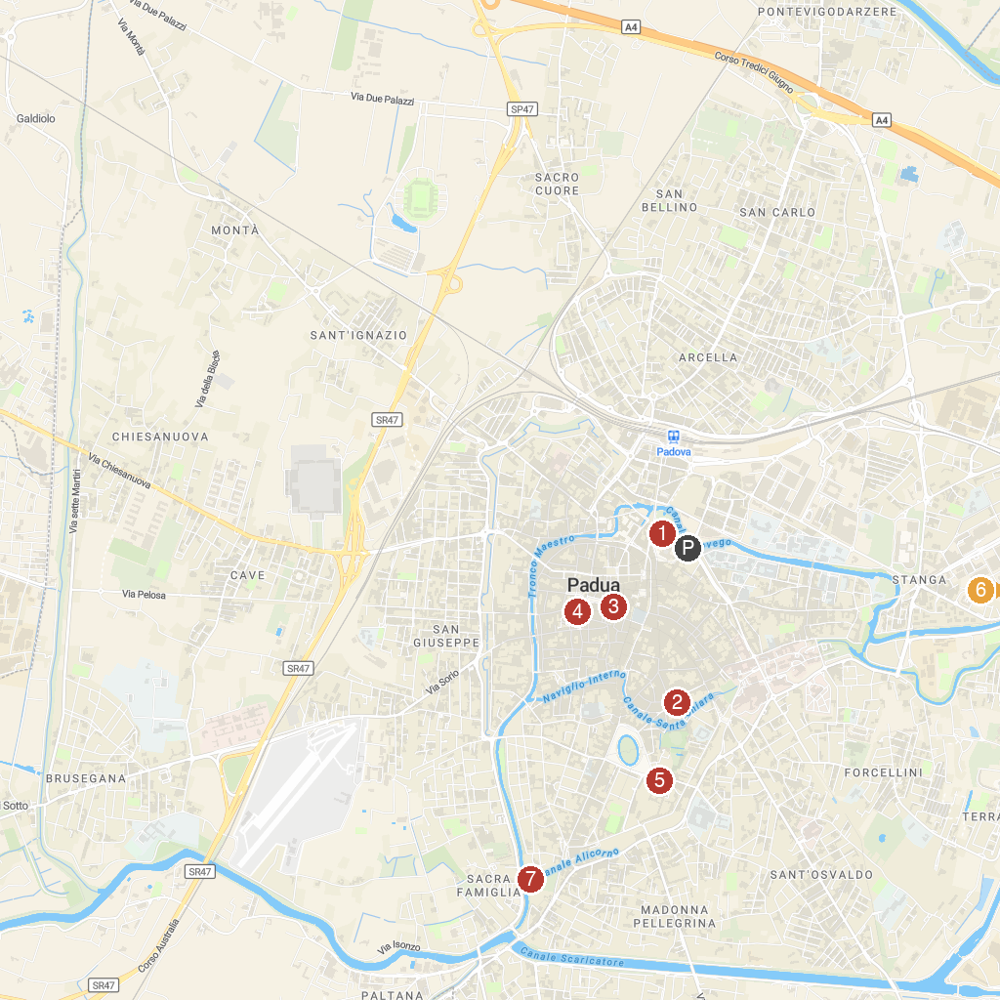 Via Due Palazzi
PONTEVIGODARZERE
A4
Via Montà
Corso Tredici Giugno
Via Due Palazzi
SP47
Galdiolo
A4
SACRO
CUORE
SAN
BELLINO
SAN CARLO
MONTÀ
SANT'IGNAZIO
ARCELLA
Via della Biscia
SR47
CHIESANUOVA
Padova
Via Chiesanuova
Via sette Martiri
Canal
1
P
ovego
Tronco Maestro
CAVE
STANGA
Padua
6
Via Pelosa
4
3
SAN
GIUSEPPE
SR47
Via Sorio
Naviglio Interno
2
Canale Santa Chiara
BRUSEGANA
5
FORCELLINI
Sotto
TERRA
SR47
Canale Alicorno
SACRA
FAMIGLIA
7
SANT'OSVALDO
MADONNA
PELLEGRINA
Corso Australia
Via Isonzo
Canale Scaricatore
SR47
PALTANA